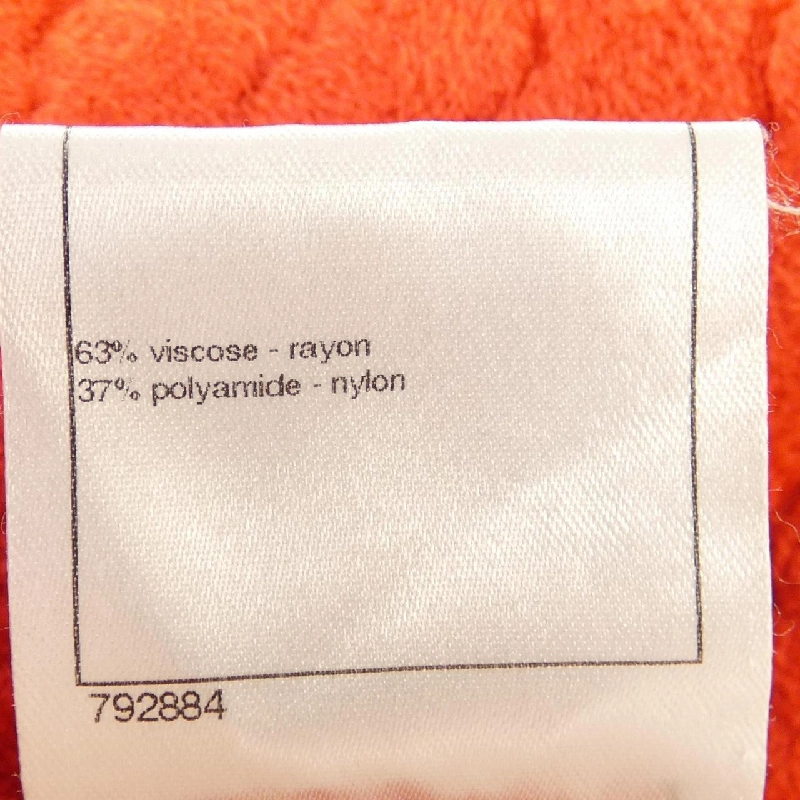 63% viscose - rayon
37% polyamide - nylon
792884